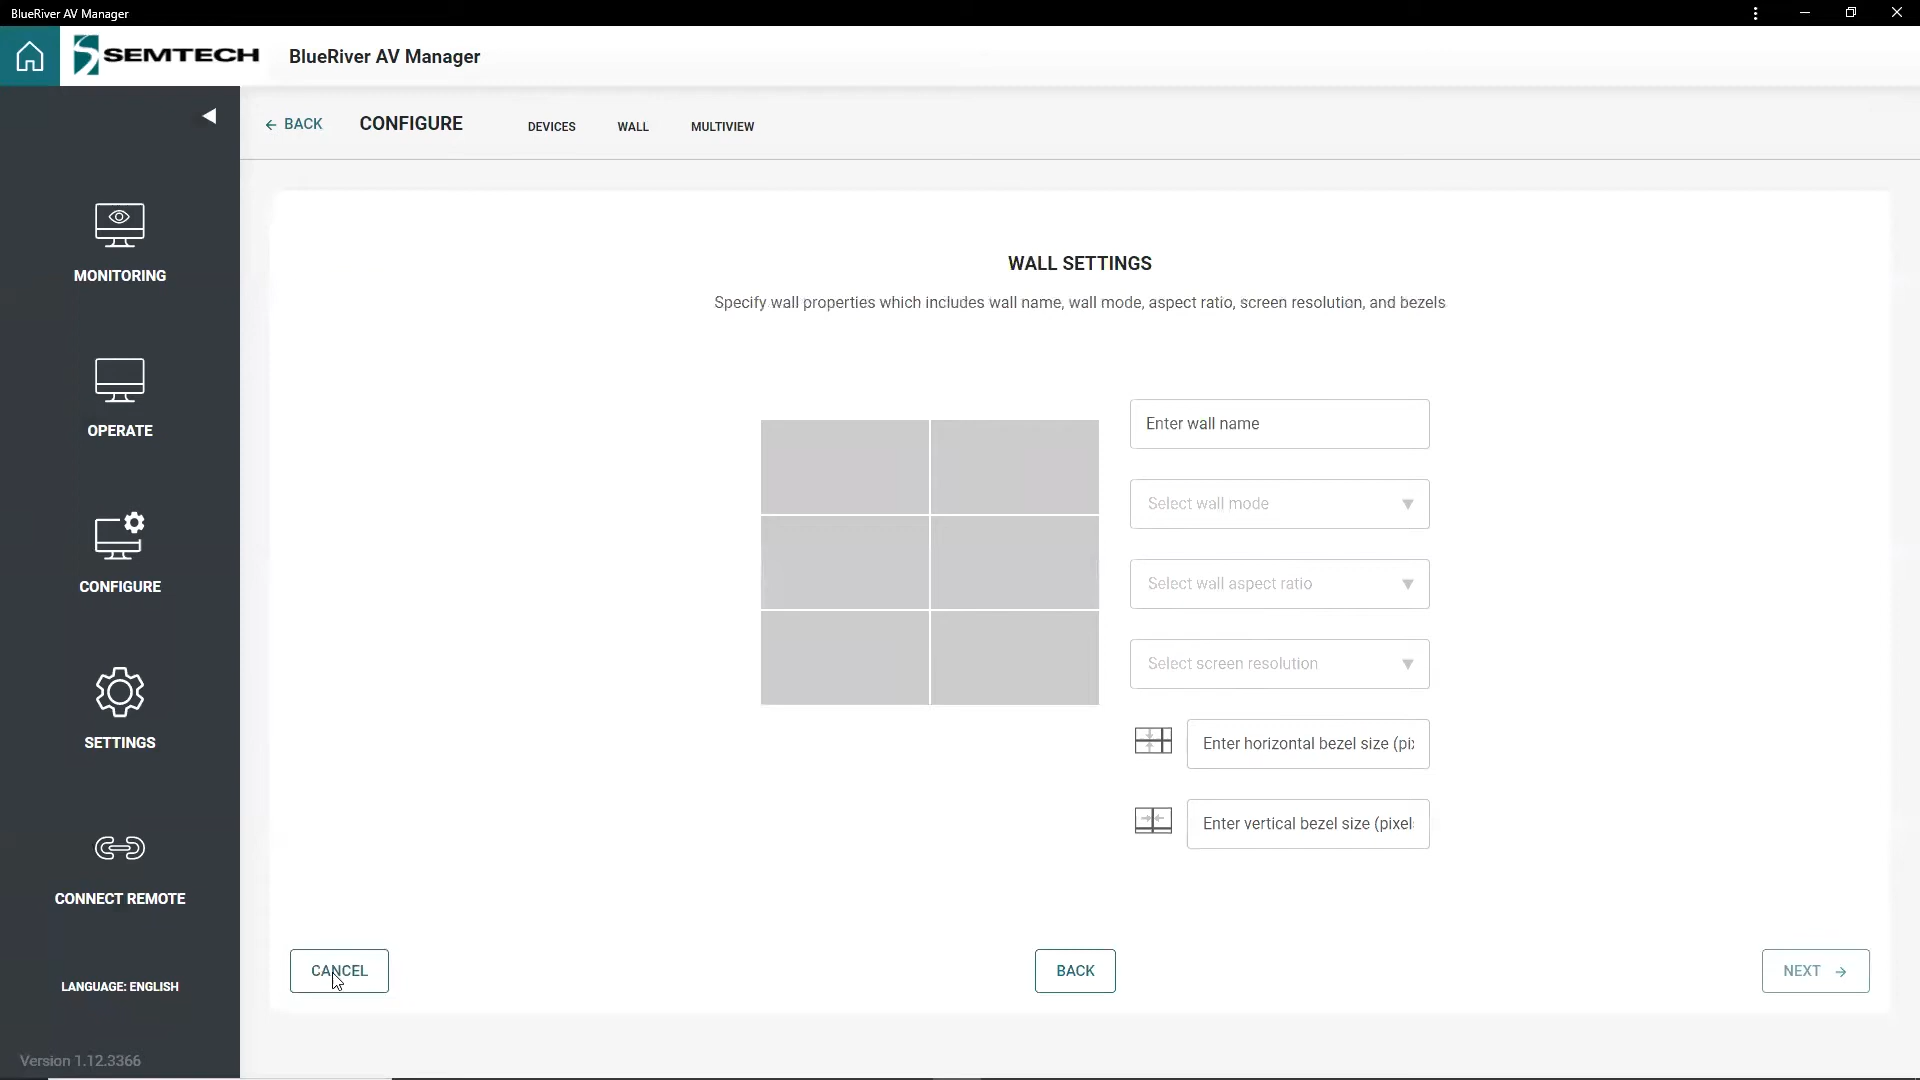 BlueRiver AV Manager
SEMTECH
BlueRiver AV Manager
BACK
CONFIGURE
DEVICES
WALL
MULTIVIEW
MONITORING
OPERATE
CONFIGURE
SETTINGS
CONNECT REMOTE
LANGUAGE: ENGLISH
Version 1.12.3366
WALL SETTINGS
Specify wall properties which includes wall name, wall mode, aspect ratio, screen resolution, and bezels
Enter wall name
Select wall mode
Select wall aspect ratio
Select screen resolution
Enter horizontal bezel size (pix
Enter vertical bezel size (pixel
CANCEL
BACK
NEXT